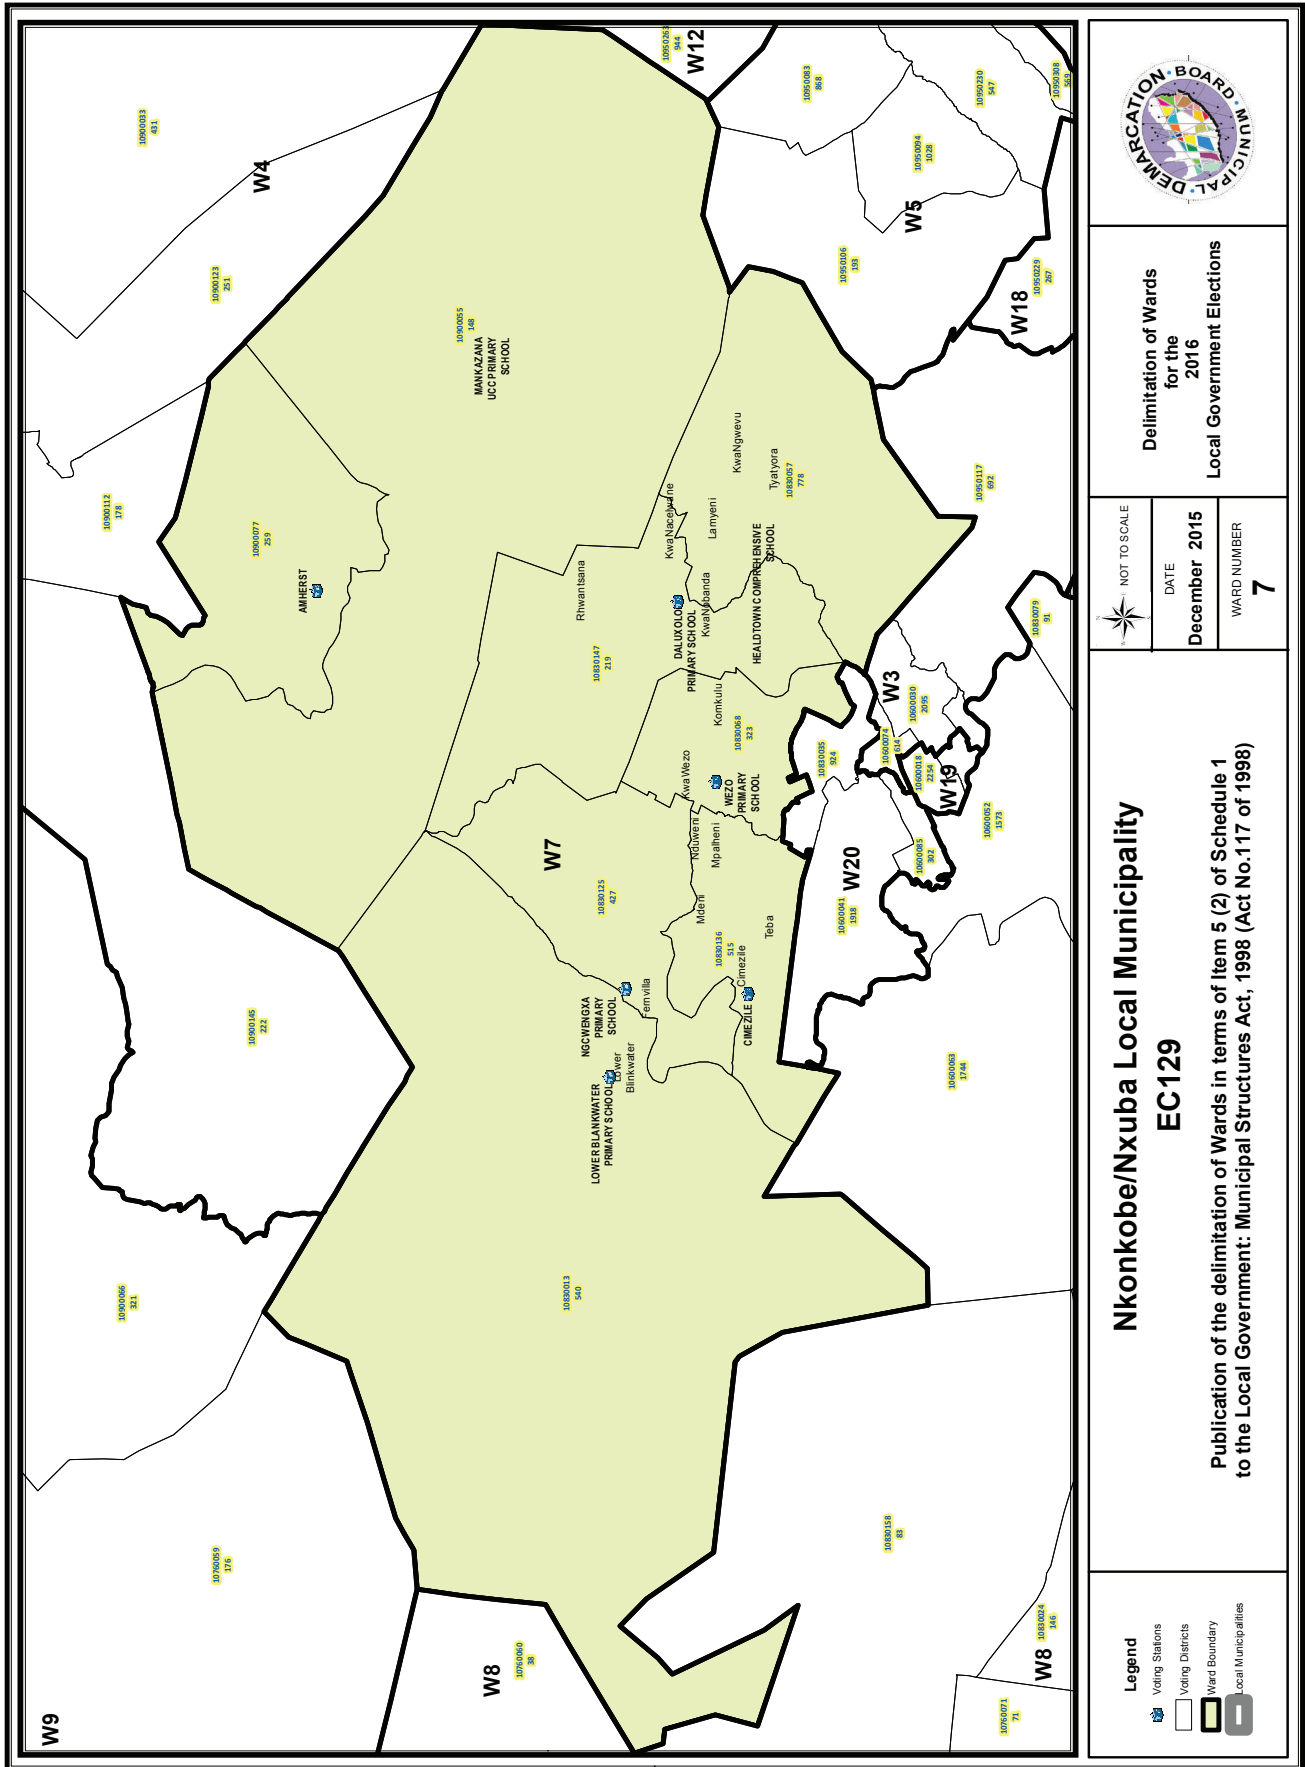 W9
W4
W12
W5
W18
W7
W3
W19
W20
W8
W8
10900033
431
10900123
251
10900112
178
10900077
259
AMHERST
10900055
148
MANKAZANA
UCC PRIMARY
SCHOOL
10950263
944
10950083
868
10950230
547
10950308
569
10950094
1028
10950106
193
10950229
267
10950117
692
10830079
91
KwaNgwevu
Tyatyora
10830057
778
Lamyeni
KwaNacelwane
HEALDTOWN COMPREHENSIVE
SCHOOL
Rhwantsana
10830147
219
DALUXOLO
PRIMARY SCHOOL
KwaNobanda
Komkulu
10830068
323
KwaWezo
WEZO
PRIMARY
SCHOOL
10830035
924
10600030
2095
10600074
614
10600018
2254
10600052
1573
10600085
302
10600041
1918
10830125
427
Nduweni
Mpalheni
Mdeni
10830136
515
Teba
Cimezile
CIMEZILE
NGCWENGXA
PRIMARY
SCHOOL
Fernvilla
LOWER BLANKWATER
PRIMARY SCHOOL
Lower
Blinkwater
10600063
1744
10900145
222
10900066
321
10830013
540
10760059
176
10760060
38
10830158
83
10830024
146
10760071
71
Legend
Voting Stations
Voting Districts
Ward Boundary
Local Municipalities
Nkonkobe/Nxuba Local Municipality
EC129
Publication of the delimitation of Wards in terms of Item 5 (2) of Schedule 1
to the Local Government: Municipal Structures Act, 1998 (Act No.117 of 1998)
NOT TO SCALE
DATE
December 2015
WARD NUMBER
7
Delimitation of Wards
for the
2016
Local Government Elections
MUNICIPAL • DEMARCATION • BOARD •